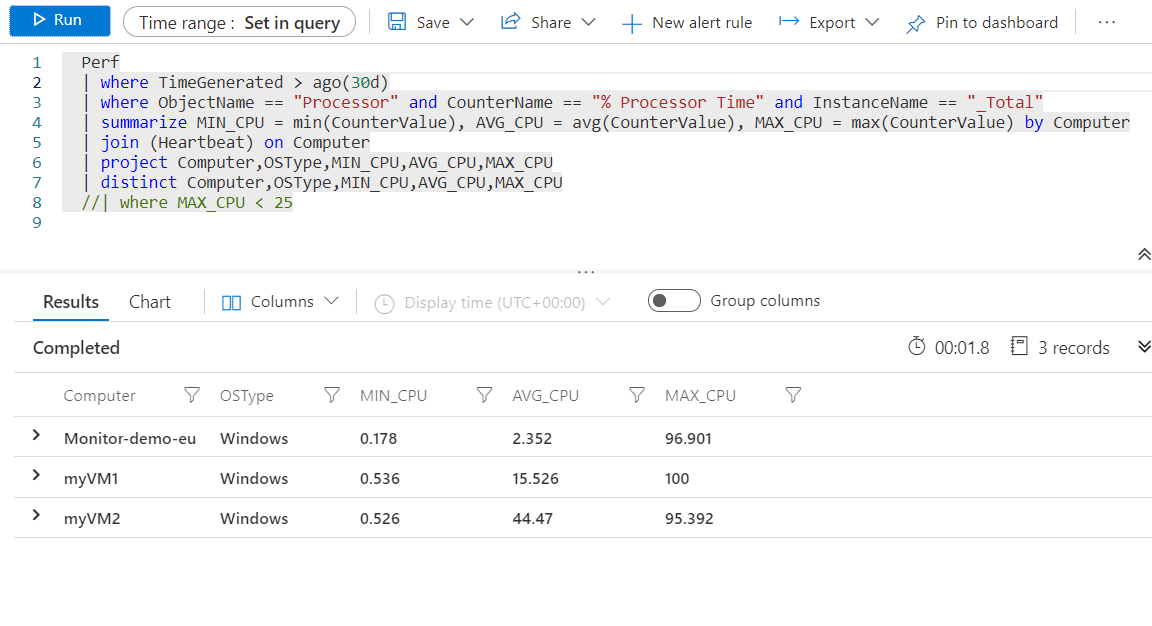 Run Time range : Set in query Save Share New alert rule Export Pin to dashboard ...
1 Perf
2 | where TimeGenerated > ago(30d)
3 | where ObjectName == "Processor" and CounterName == "% Processor Time" and InstanceName == "_Total"
4 | summarize MIN_CPU = min(CounterValue), AVG_CPU = avg(CounterValue), MAX_CPU = max(CounterValue) by Computer
5 | join (Heartbeat) on Computer
6 | project Computer,OSType,MIN_CPU,AVG_CPU,MAX_CPU
7 | distinct Computer,OSType,MIN_CPU,AVG_CPU,MAX_CPU
8 //| where MAX_CPU < 25
9
...
Results Chart Columns Display time (UTC+00:00) Group columns
Completed 00:01.8 3 records
Computer OSType MIN_CPU AVG_CPU MAX_CPU
Monitor-demo-eu Windows 0.178 2.352 96.901
myVM1 Windows 0.536 15.526 100
myVM2 Windows 0.526 44.47 95.392